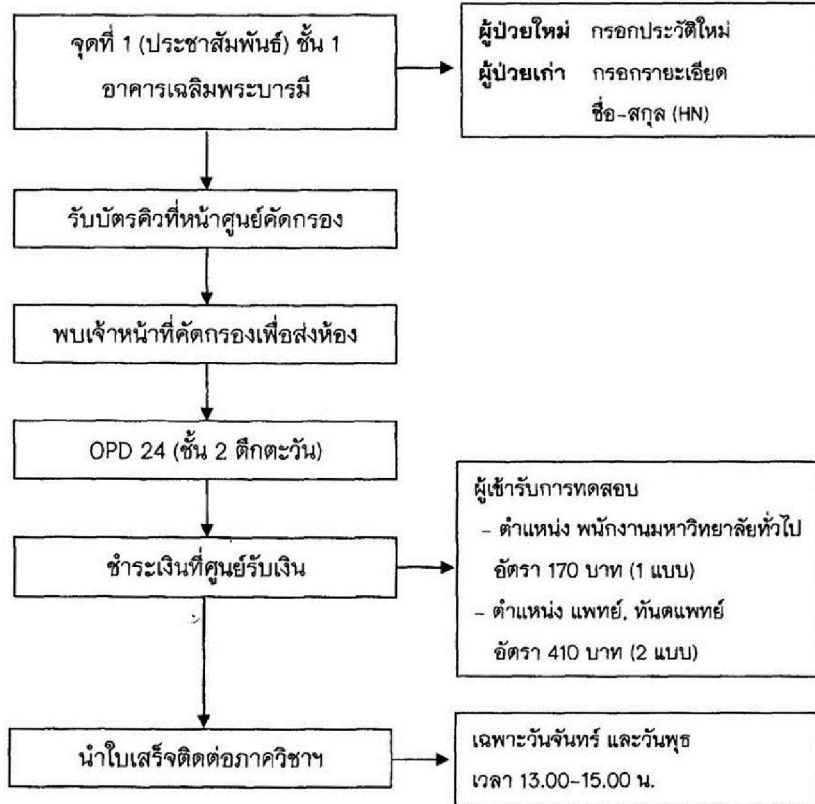 จุดที่ 1 (ประชาสัมพันธ์) ชั้น 1
อาคารเฉลิมพระบารมี
ผู้ป่วยใหม่ กรอกประวัติใหม่
ผู้ป่วยเก่า กรอกรายะเอียด
ชื่อ-สกุล (HN)
รับบัตรคิวที่หน้าศูนย์คัดกรอง
พบเจ้าหน้าที่คัดกรองเพื่อส่งห้อง
OPD 24 (ชั้น 2 ตึกตะวัน)
ชำระเงินที่ศูนย์รับเงิน
ผู้เข้ารับการทดสอบ
- ตำแหน่ง พนักงานมหาวิทยาลัยทั่วไป
อัตรา 170 บาท (1 แบบ)
- ตำแหน่ง แพทย์, ทันตแพทย์
อัตรา 410 บาท (2 แบบ)
นำใบเสร็จติดต่อภาควิชาฯ
เฉพาะวันจันทร์ และวันพุธ
เวลา 13.00-15.00 น.